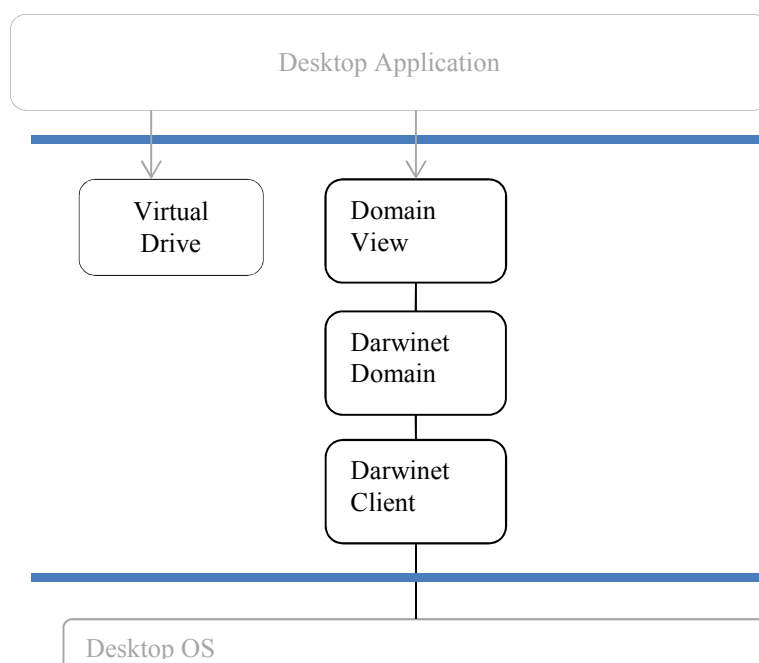 Desktop Application
Virtual
Drive
Domain
View
Darwinet
Domain
Darwinet
Client
Desktop OS